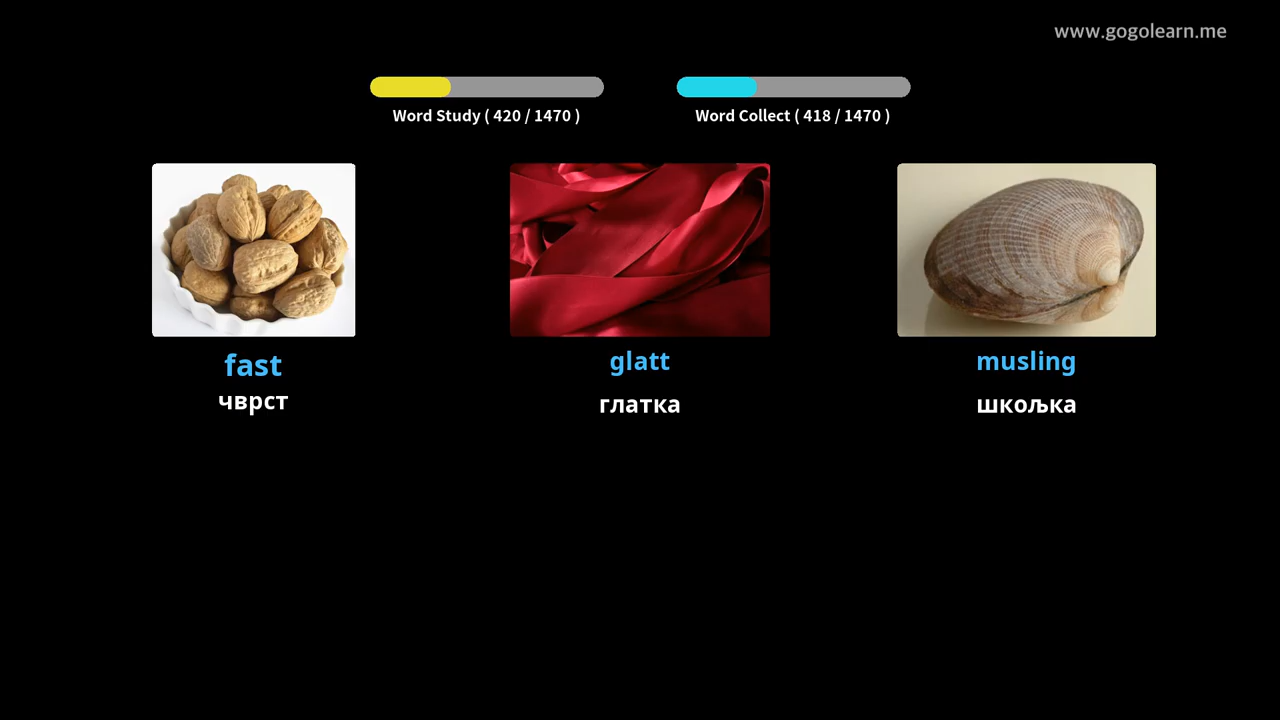 www.gogolearn.me
Word Study ( 420 / 1470 )
Word Collect ( 418 / 1470 )
fast
glatt
musling
чврст
глатка
шкољка